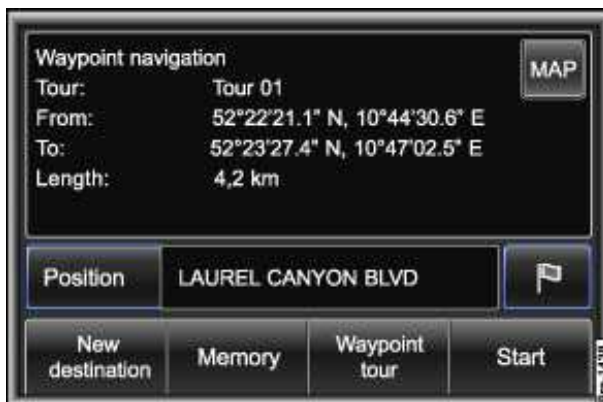 Waypoint navigation
MAP
Tour: Tour 01
From: 52°22'21.1" N, 10°44'30.6" E
To: 52°23'27.4" N, 10°47'02.5" E
Length: 4,2 km
Position LAUREL CANYON BLVD
New destination Memory Waypoint tour Start